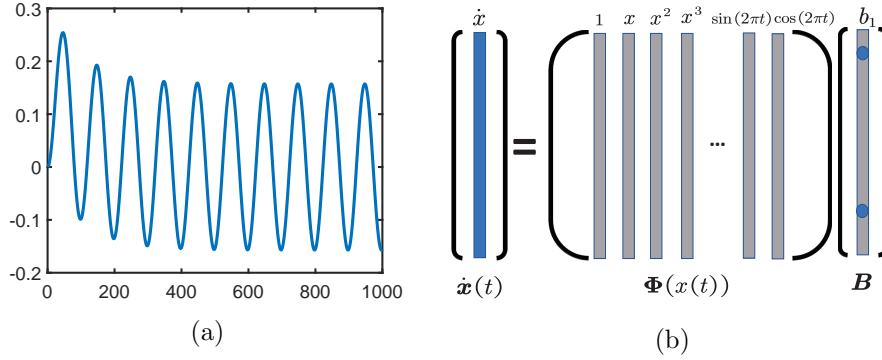 0.3
0.2
0.1
0
-0.1
-0.2
0 200 400 600 800 1000
(a)
ẋ 1 x x² x³ sin(2πt) cos(2πt) b₁
= ...
ẋ(t) Φ(x(t)) B
(b)